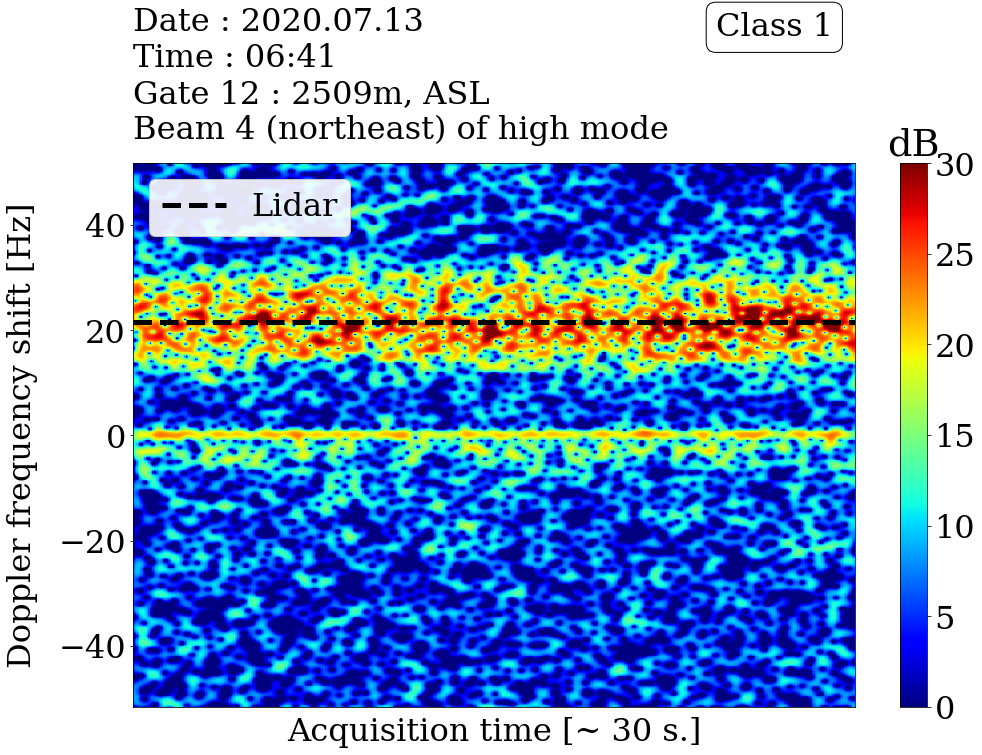 Date : 2020.07.13
Time : 06:41
Gate 12 : 2509m, ASL
Beam 4 (northeast) of high mode
Class 1
dB
Lidar
Doppler frequency shift [Hz]
40
20
0
−20
−40
30
25
20
15
10
5
0
Acquisition time [~ 30 s.]